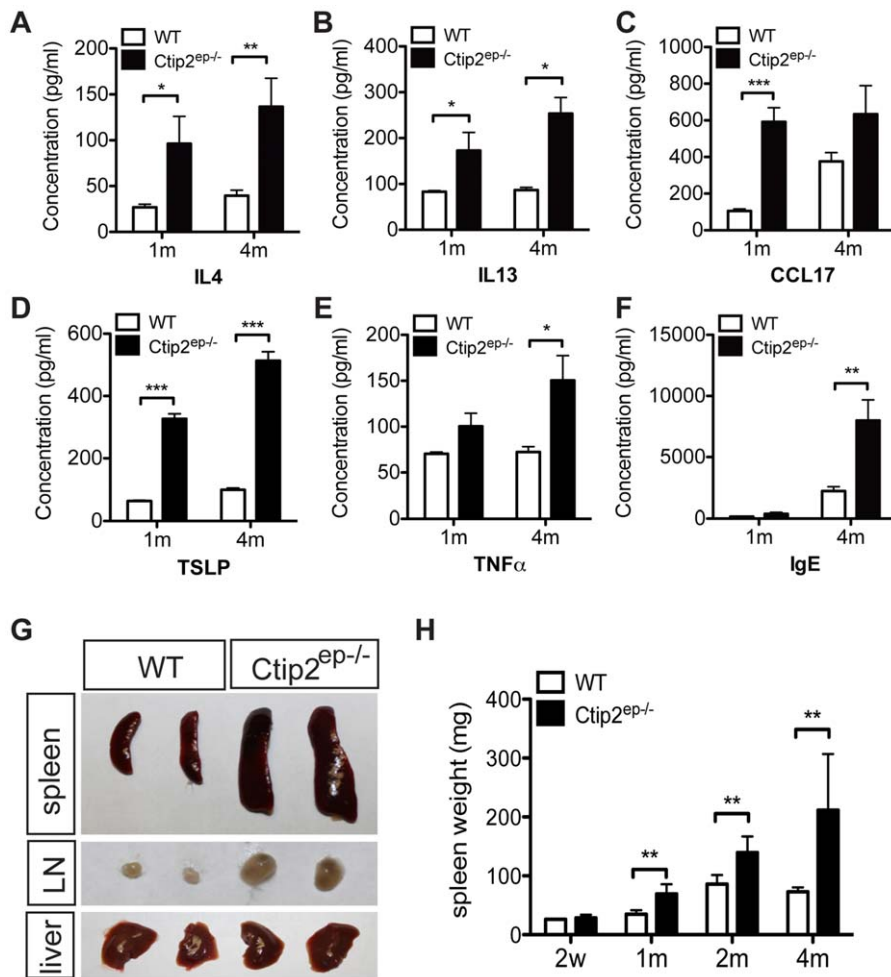 A
WT
Ctip2ep-/-
Concentration (pg/ml)
200
150
100
50
0
*
**
1m
4m
IL4
B
WT
Ctip2ep-/-
Concentration (pg/ml)
400
300
200
100
0
*
*
1m
4m
IL13
C
WT
Ctip2ep-/-
Concentration (pg/ml)
1000
800
600
400
200
0
***
1m
4m
CCL17
D
WT
Ctip2ep-/-
Concentration (pg/ml)
600
400
200
0
***
***
1m
4m
TSLP
E
WT
Ctip2ep-/-
Concentration (pg/ml)
200
150
100
50
0
*
1m
4m
TNFα
F
WT
Ctip2ep-/-
Concentration (pg/ml)
15000
10000
5000
0
**
1m
4m
IgE
G
WT
Ctip2ep-/-
spleen
LN
liver
H
WT
Ctip2ep-/-
spleen weight (mg)
400
300
200
100
0
**
**
**
2w
1m
2m
4m